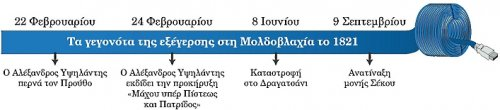 22 Φεβρουαρίου 24 Φεβρουαρίου 8 Ιουνίου 9 Σεπτεμβρίου
Τα γεγονότα της εξέγερσης στη Μολδοβλαχία το 1821
Ο Αλέξανδρος Υψηλάντης
περνά τον Προύθο
Ο Αλέξανδρος Υψηλάντης
εκδίδει την προκήρυξη
«Μάχου υπέρ Πίστεως
και Πατρίδος»
Καταστροφή
στο Δραγατσάνι
Ανατίναξη
μονής Σέκου